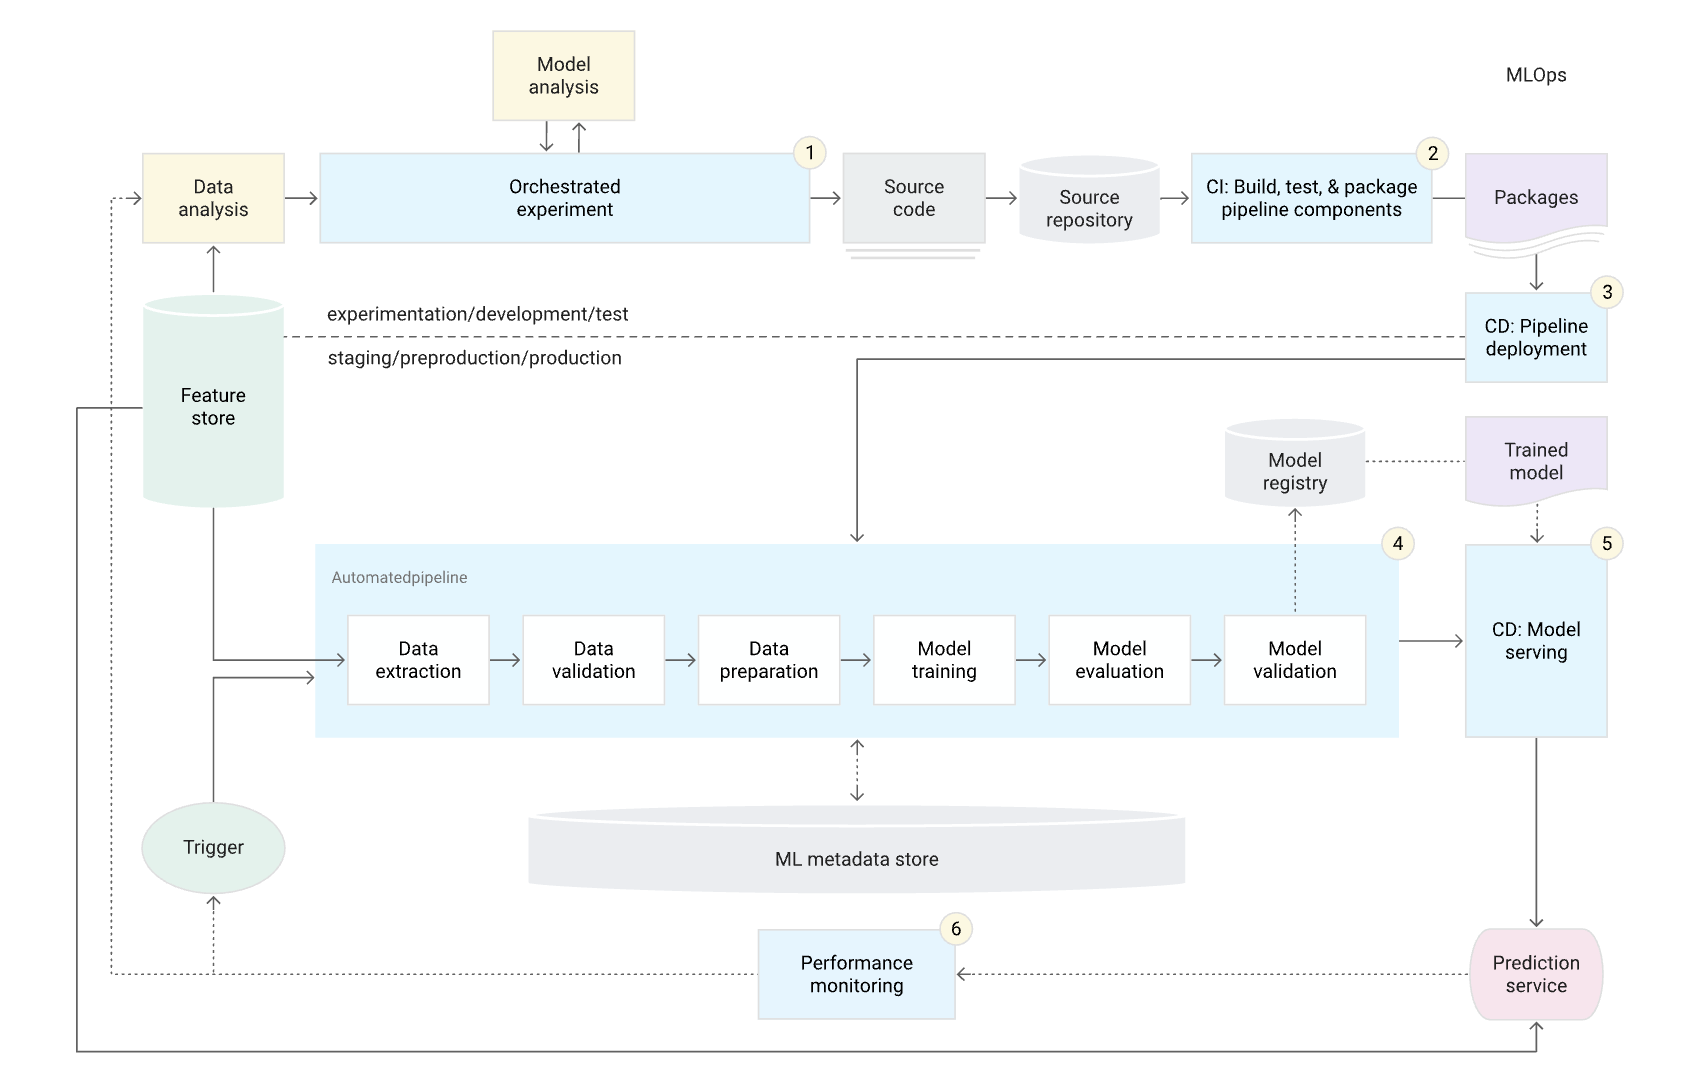 Model
analysis
MLOps
1
2
Data
analysis
Orchestrated
experiment
Source
code
Source
repository
CI: Build, test, & package
pipeline components
Packages
3
experimentation/development/test
staging/preproduction/production
CD: Pipeline
deployment
Feature
store
Model
registry
Trained
model
4
5
Automatedpipeline
Data
extraction
Data
validation
Data
preparation
Model
training
Model
evaluation
Model
validation
CD: Model
serving
Trigger
ML metadata store
6
Performance
monitoring
Prediction
service